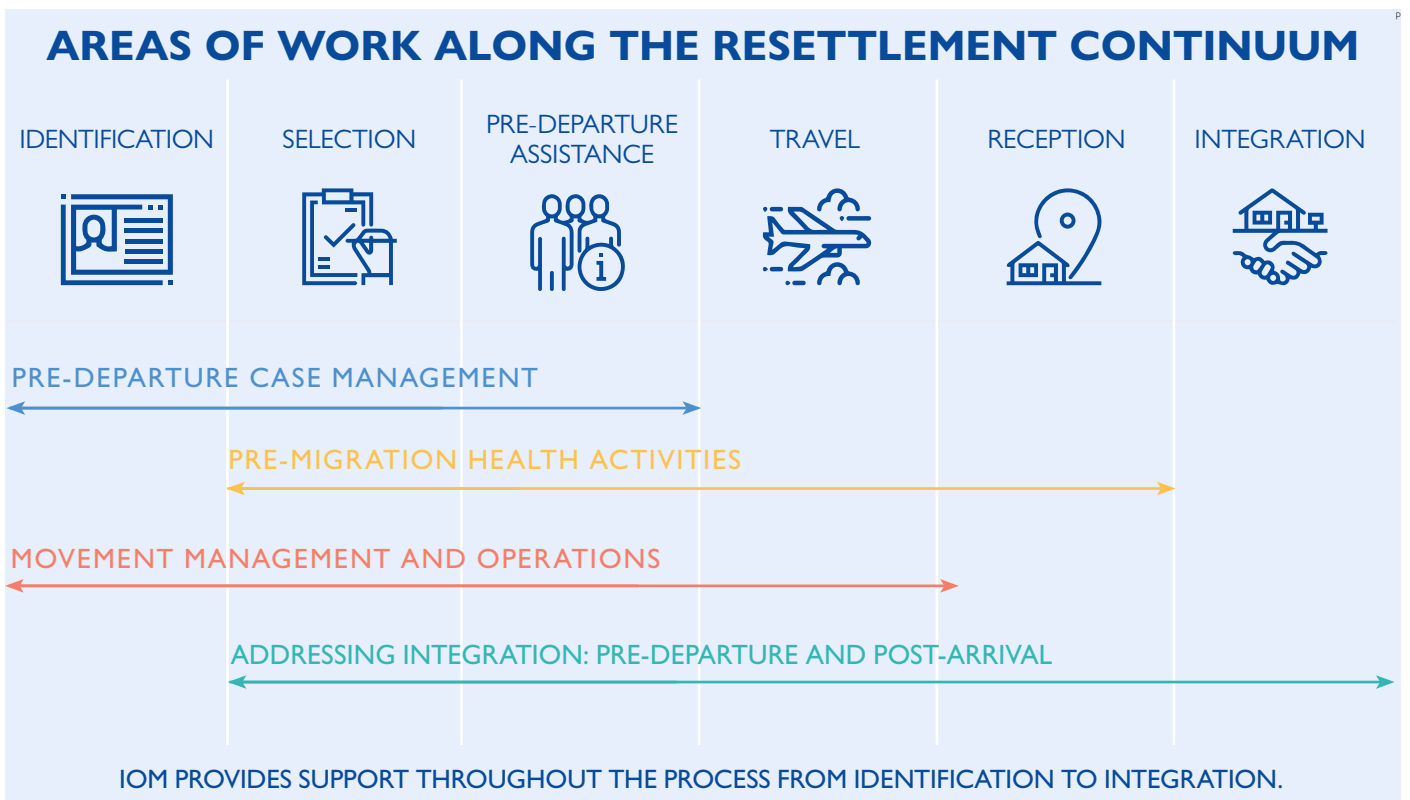 P
AREAS OF WORK ALONG THE RESETTLEMENT CONTINUUM
IDENTIFICATION
SELECTION
PRE-DEPARTURE
ASSISTANCE
TRAVEL
RECEPTION
INTEGRATION
i
PRE-DEPARTURE CASE MANAGEMENT
PRE-MIGRATION HEALTH ACTIVITIES
MOVEMENT MANAGEMENT AND OPERATIONS
ADDRESSING INTEGRATION: PRE-DEPARTURE AND POST-ARRIVAL
IOM PROVIDES SUPPORT THROUGHOUT THE PROCESS FROM IDENTIFICATION TO INTEGRATION.